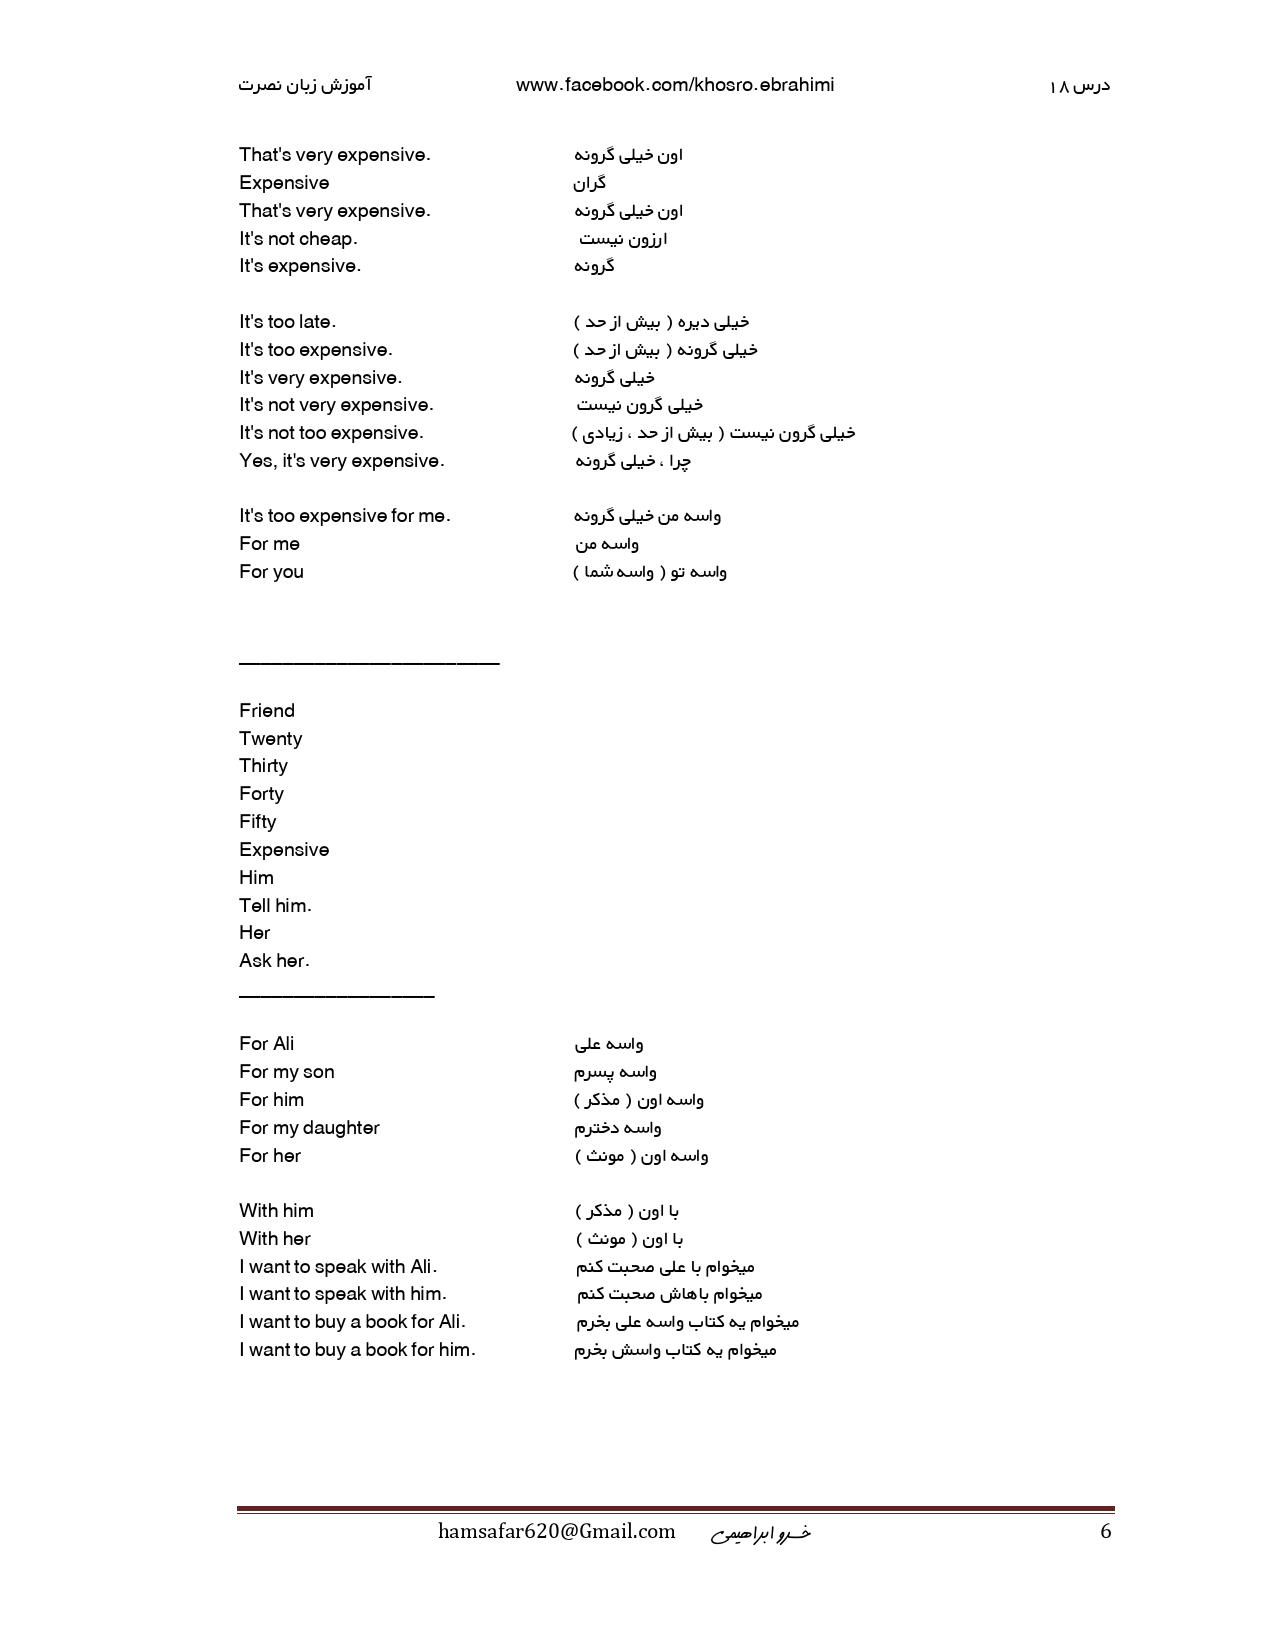 آموزش زبان نصرت www.facebook.com/khosro.ebrahimi درس ۱۸
That's very expensive. اون خیلی گرونه
Expensive گران
That's very expensive. اون خیلی گرونه
It's not cheap. ارزون نیست
It's expensive. گرونه
It's too late. خیلی دیره ( بیش از حد )
It's too expensive. خیلی گرونه ( بیش از حد )
It's very expensive. خیلی گرونه
It's not very expensive. خیلی گرون نیست
It's not too expensive. خیلی گرون نیست ( بیش از حد ، زیادی )
Yes, it's very expensive. چرا ، خیلی گرونه
It's too expensive for me. واسه من خیلی گرونه
For me واسه من
For you واسه تو ( واسه شما )
________________________
Friend
Twenty
Thirty
Forty
Fifty
Expensive
Him
Tell him.
Her
Ask her.
__________________
For Ali واسه علی
For my son واسه پسرم
For him واسه اون ( مذکر )
For my daughter واسه دخترم
For her واسه اون ( مونث )
With him با اون ( مذکر )
With her با اون ( مونث )
I want to speak with Ali. میخوام با علی صحبت کنم
I want to speak with him. میخوام باهاش صحبت کنم
I want to buy a book for Ali. میخوام یه کتاب واسه علی بخرم
I want to buy a book for him. میخوام یه کتاب واسش بخرم
hamsafar620@Gmail.com خسرو ابراهیمی 6